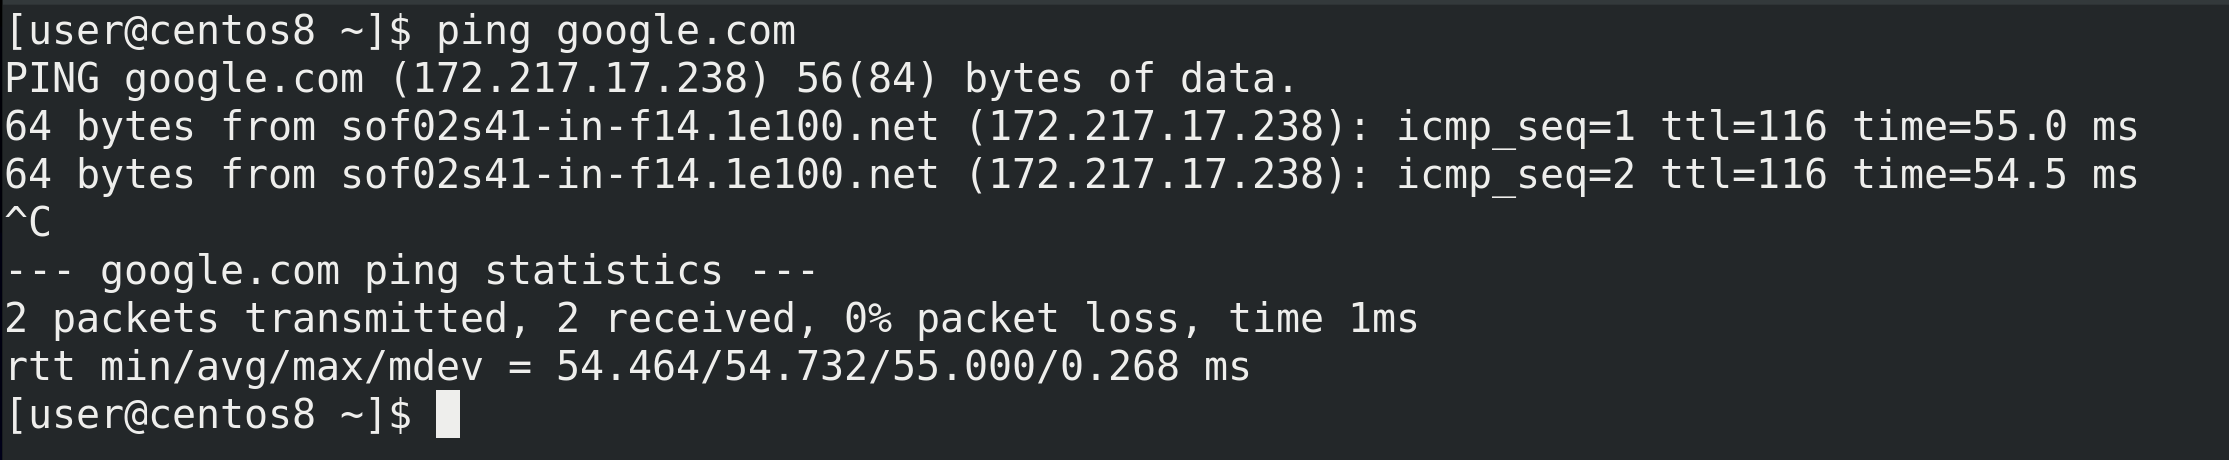 [user@centos8 ~]$ ping google.com
PING google.com (172.217.17.238) 56(84) bytes of data.
64 bytes from sof02s41-in-f14.1e100.net (172.217.17.238): icmp_seq=1 ttl=116 time=55.0 ms
64 bytes from sof02s41-in-f14.1e100.net (172.217.17.238): icmp_seq=2 ttl=116 time=54.5 ms
^C
--- google.com ping statistics ---
2 packets transmitted, 2 received, 0% packet loss, time 1ms
rtt min/avg/max/mdev = 54.464/54.732/55.000/0.268 ms
[user@centos8 ~]$